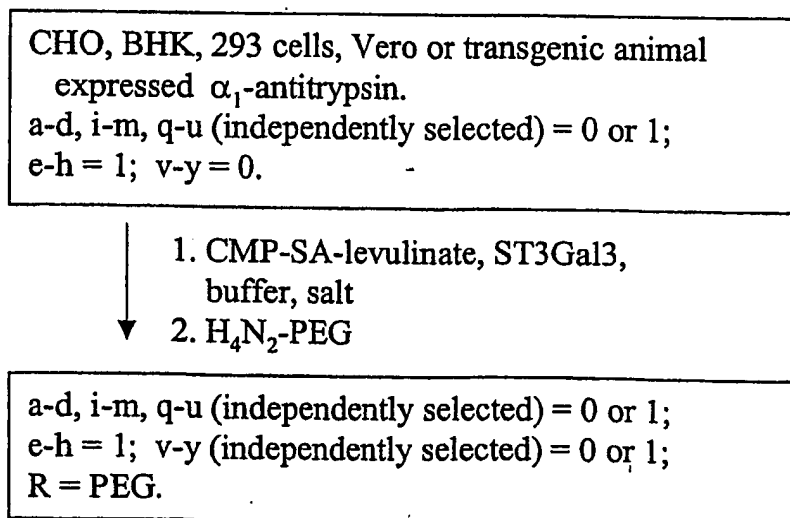 CHO, BHK, 293 cells, Vero or transgenic animal
expressed α₁-antitrypsin.
a-d, i-m, q-u (independently selected) = 0 or 1;
e-h = 1; v-y = 0.
1. CMP-SA-levulinate, ST3Gal3,
buffer, salt
2. H₄N₂-PEG
a-d, i-m, q-u (independently selected) = 0 or 1;
e-h = 1; v-y (independently selected) = 0 or 1;
R = PEG.